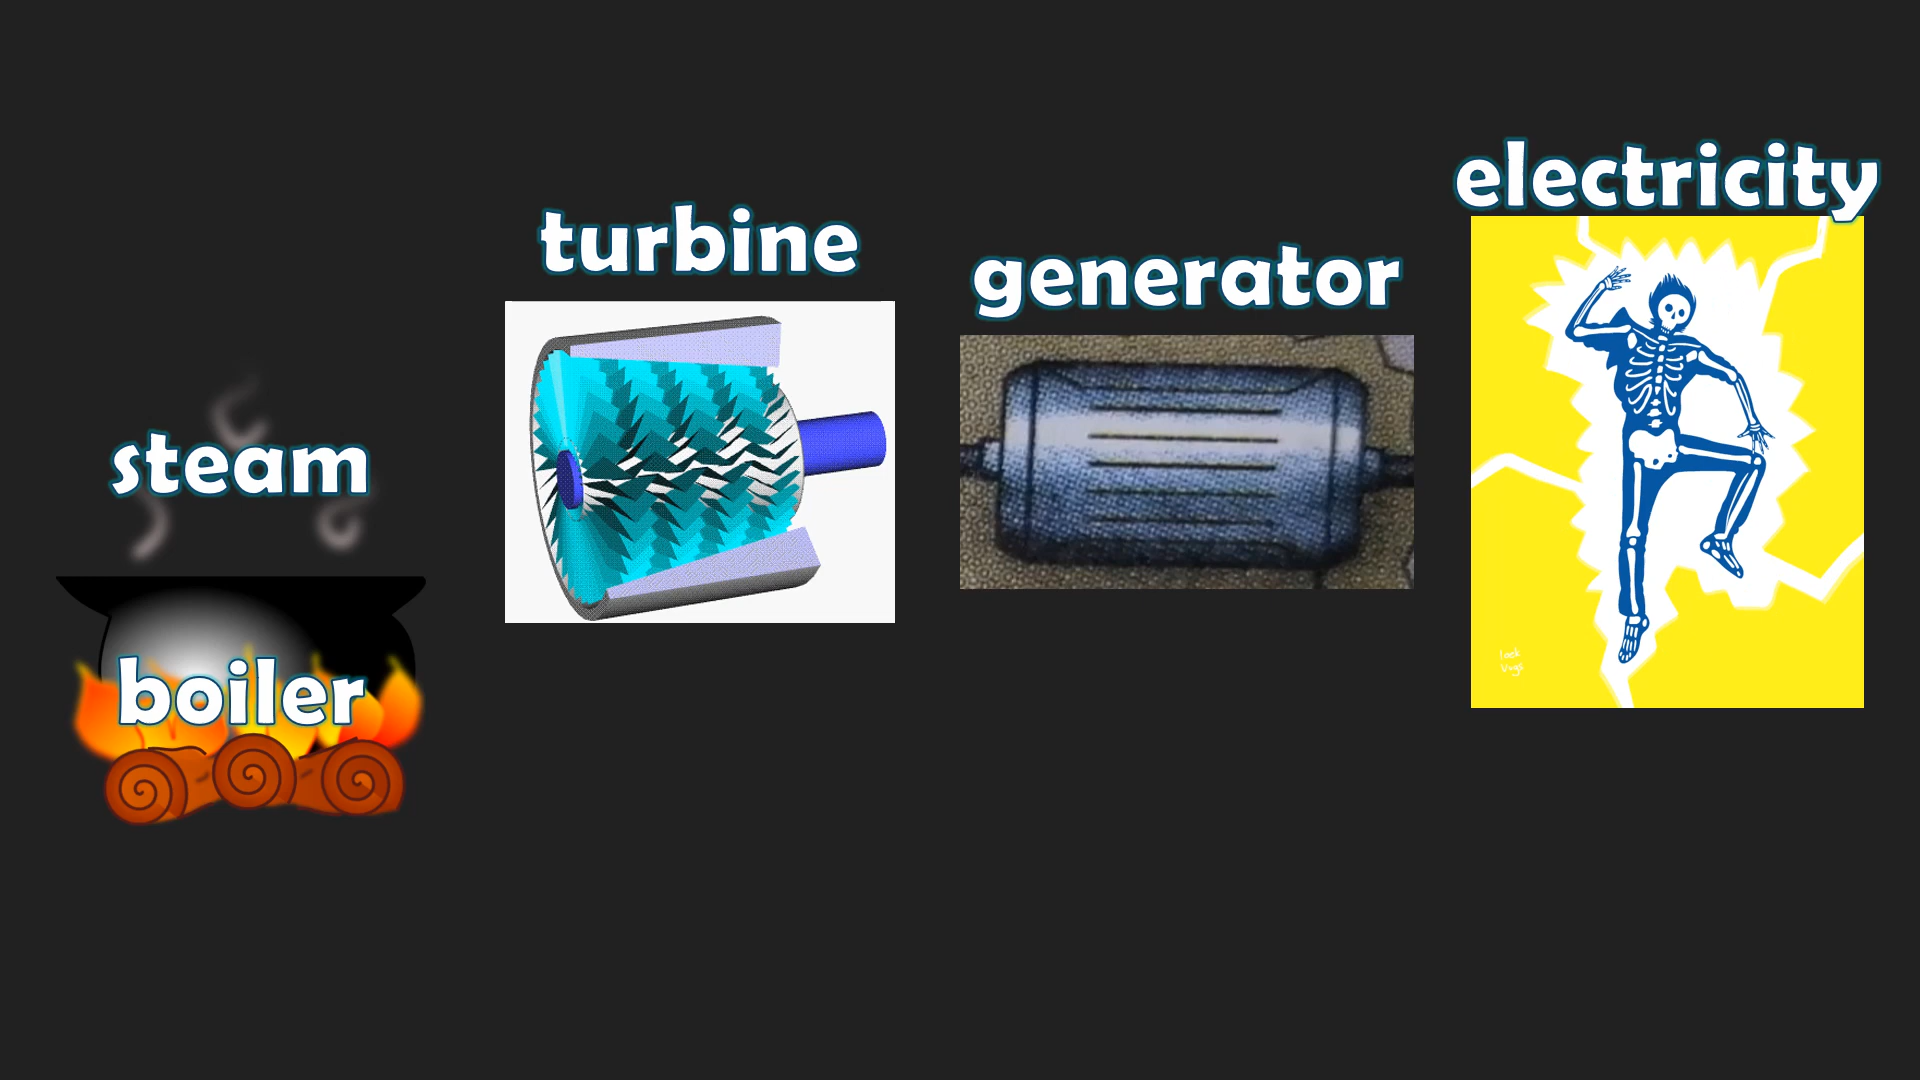 steam
boiler
turbine
generator
electricity